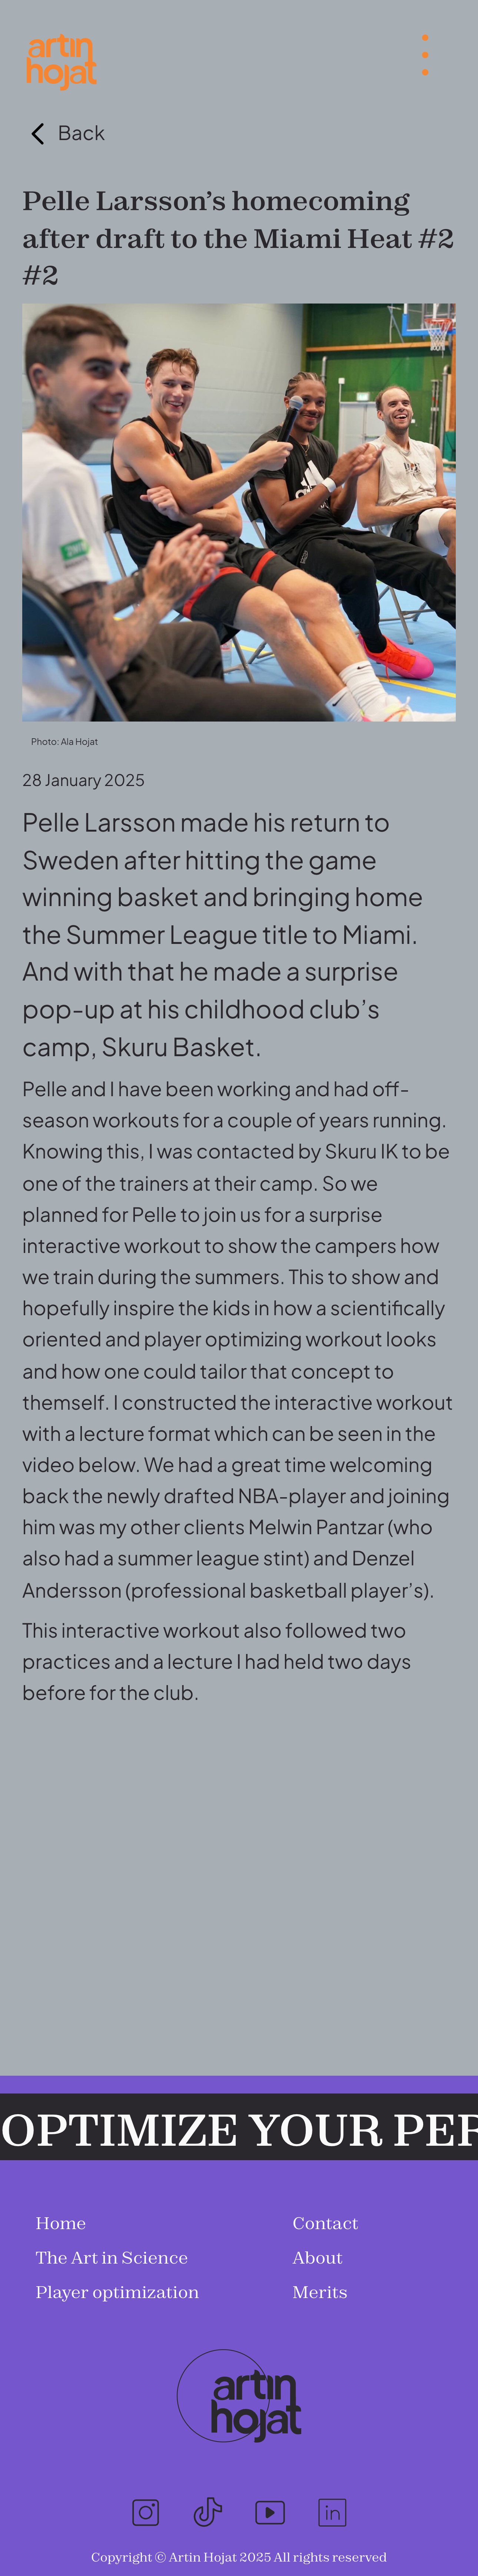 artin
hojat
Back
Pelle Larsson's homecoming
after draft to the Miami Heat #2
#2
Photo: Ala Hojat
28 January 2025
Pelle Larsson made his return to
Sweden after hitting the game
winning basket and bringing home
the Summer League title to Miami.
And with that he made a surprise
pop-up at his childhood club's
camp, Skuru Basket.
Pelle and I have been working and had off-
season workouts for a couple of years running.
Knowing this, I was contacted by Skuru IK to be
one of the trainers at their camp. So we
planned for Pelle to join us for a surprise
interactive workout to show the campers how
we train during the summers. This to show and
hopefully inspire the kids in how a scientifically
oriented and player optimizing workout looks
and how one could tailor that concept to
themself. I constructed the interactive workout
with a lecture format which can be seen in the
video below. We had a great time welcoming
back the newly drafted NBA-player and joining
him was my other clients Melwin Pantzar (who
also had a summer league stint) and Denzel
Andersson (professional basketball player's).
This interactive workout also followed two
practices and a lecture I had held two days
before for the club.
OPTIMIZE YOUR PER
Home
Contact
The Art in Science
About
Player optimization
Merits
artin
hojat
in
Copyright © Artin Hojat 2025 All rights reserved